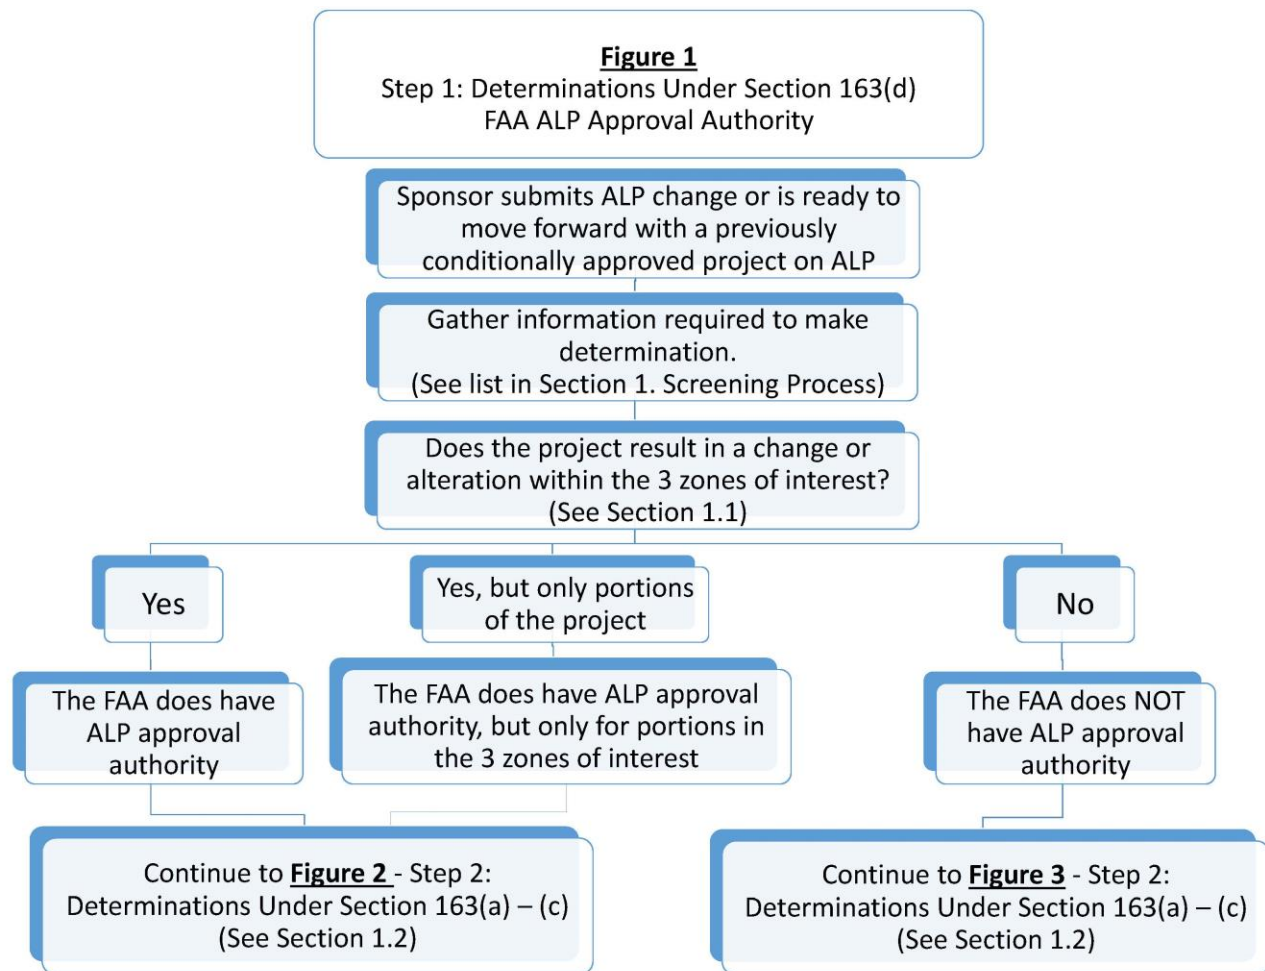 Figure 1
Step 1: Determinations Under Section 163(d)
FAA ALP Approval Authority
Sponsor submits ALP change or is ready to
move forward with a previously
conditionally approved project on ALP
Gather information required to make
determination.
(See list in Section 1. Screening Process)
Does the project result in a change or
alteration within the 3 zones of interest?
(See Section 1.1)
Yes
Yes, but only portions
of the project
No
The FAA does have
ALP approval
authority
The FAA does have ALP approval
authority, but only for portions in
the 3 zones of interest
The FAA does NOT
have ALP approval
authority
Continue to Figure 2 - Step 2:
Determinations Under Section 163(a) – (c)
(See Section 1.2)
Continue to Figure 3 - Step 2:
Determinations Under Section 163(a) – (c)
(See Section 1.2)